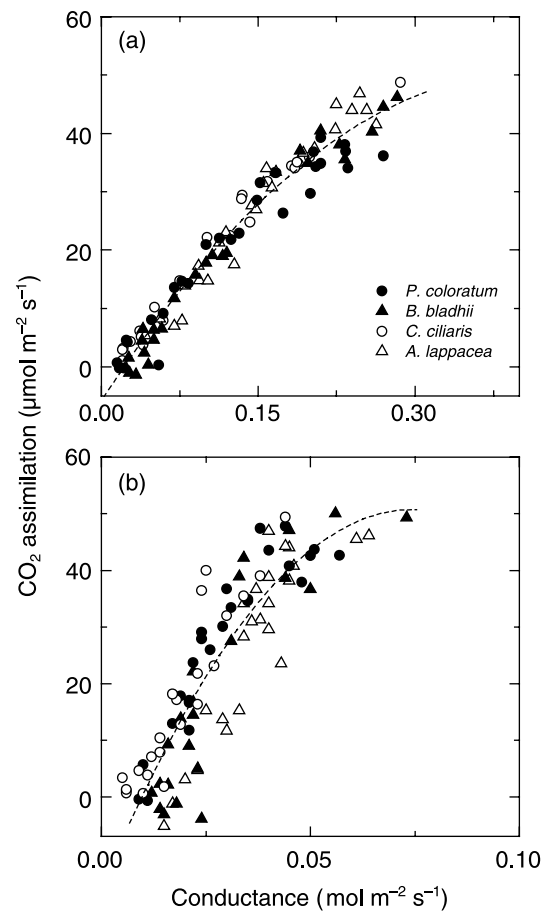 CO₂ assimilation (µmol m⁻² s⁻¹)
(a)
60
40
20
0
0.00 0.15 0.30
P. coloratum
B. bladhii
C. ciliaris
A. lappacea
(b)
60
40
20
0
0.00 0.05 0.10
Conductance (mol m⁻² s⁻¹)